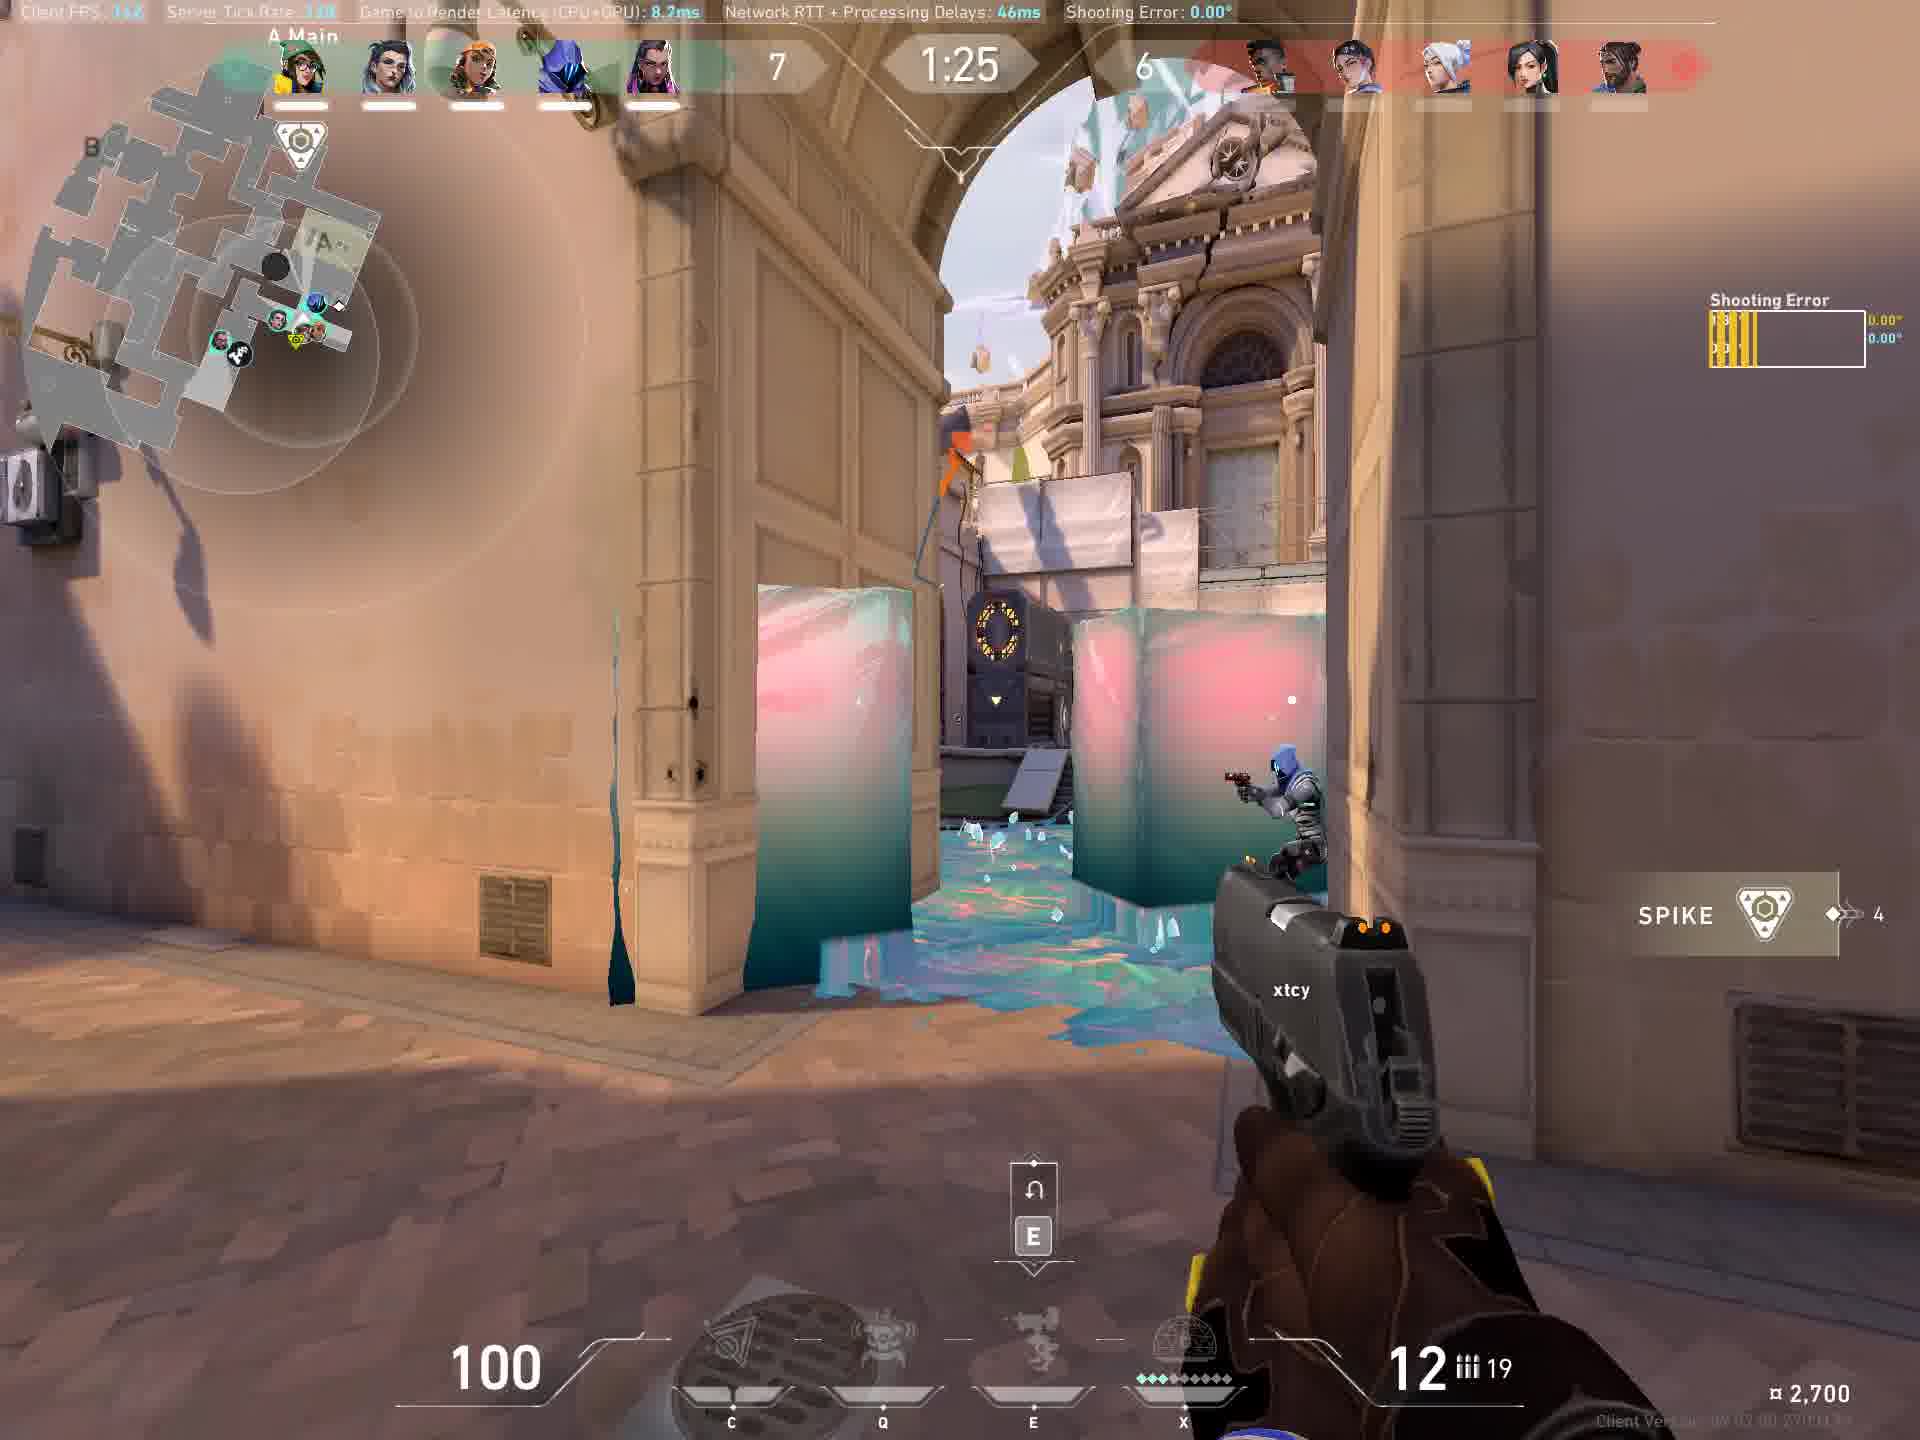 Client FPS: 142 Server Tick Rate: Game to Render Latency (CPU+GPU): 8.2ms Network RTT + Processing Delays: 46ms Shooting Error: 0.00°
A Main
7 1:25 6
B
A
Shooting Error
0.00°
0.00°
SPIKE 4
xtcy
E
100
12 19
C Q E X
¤ 2,700